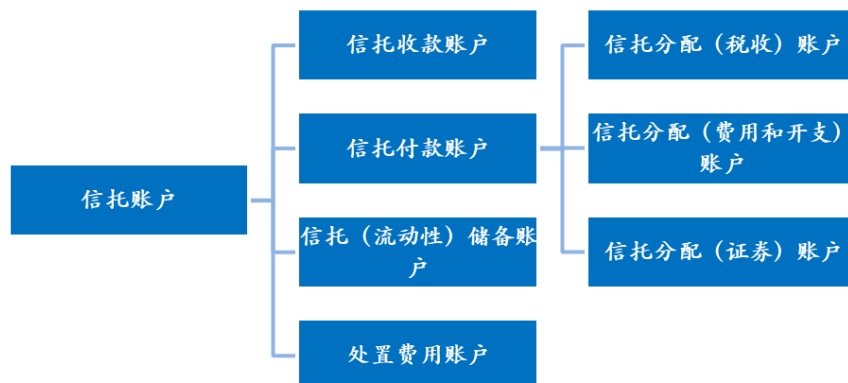 信托账户
信托收款账户
信托付款账户
信托（流动性）储备账
户
处置费用账户
信托分配（税收）账户
信托分配（费用和开支）
账户
信托分配（证券）账户